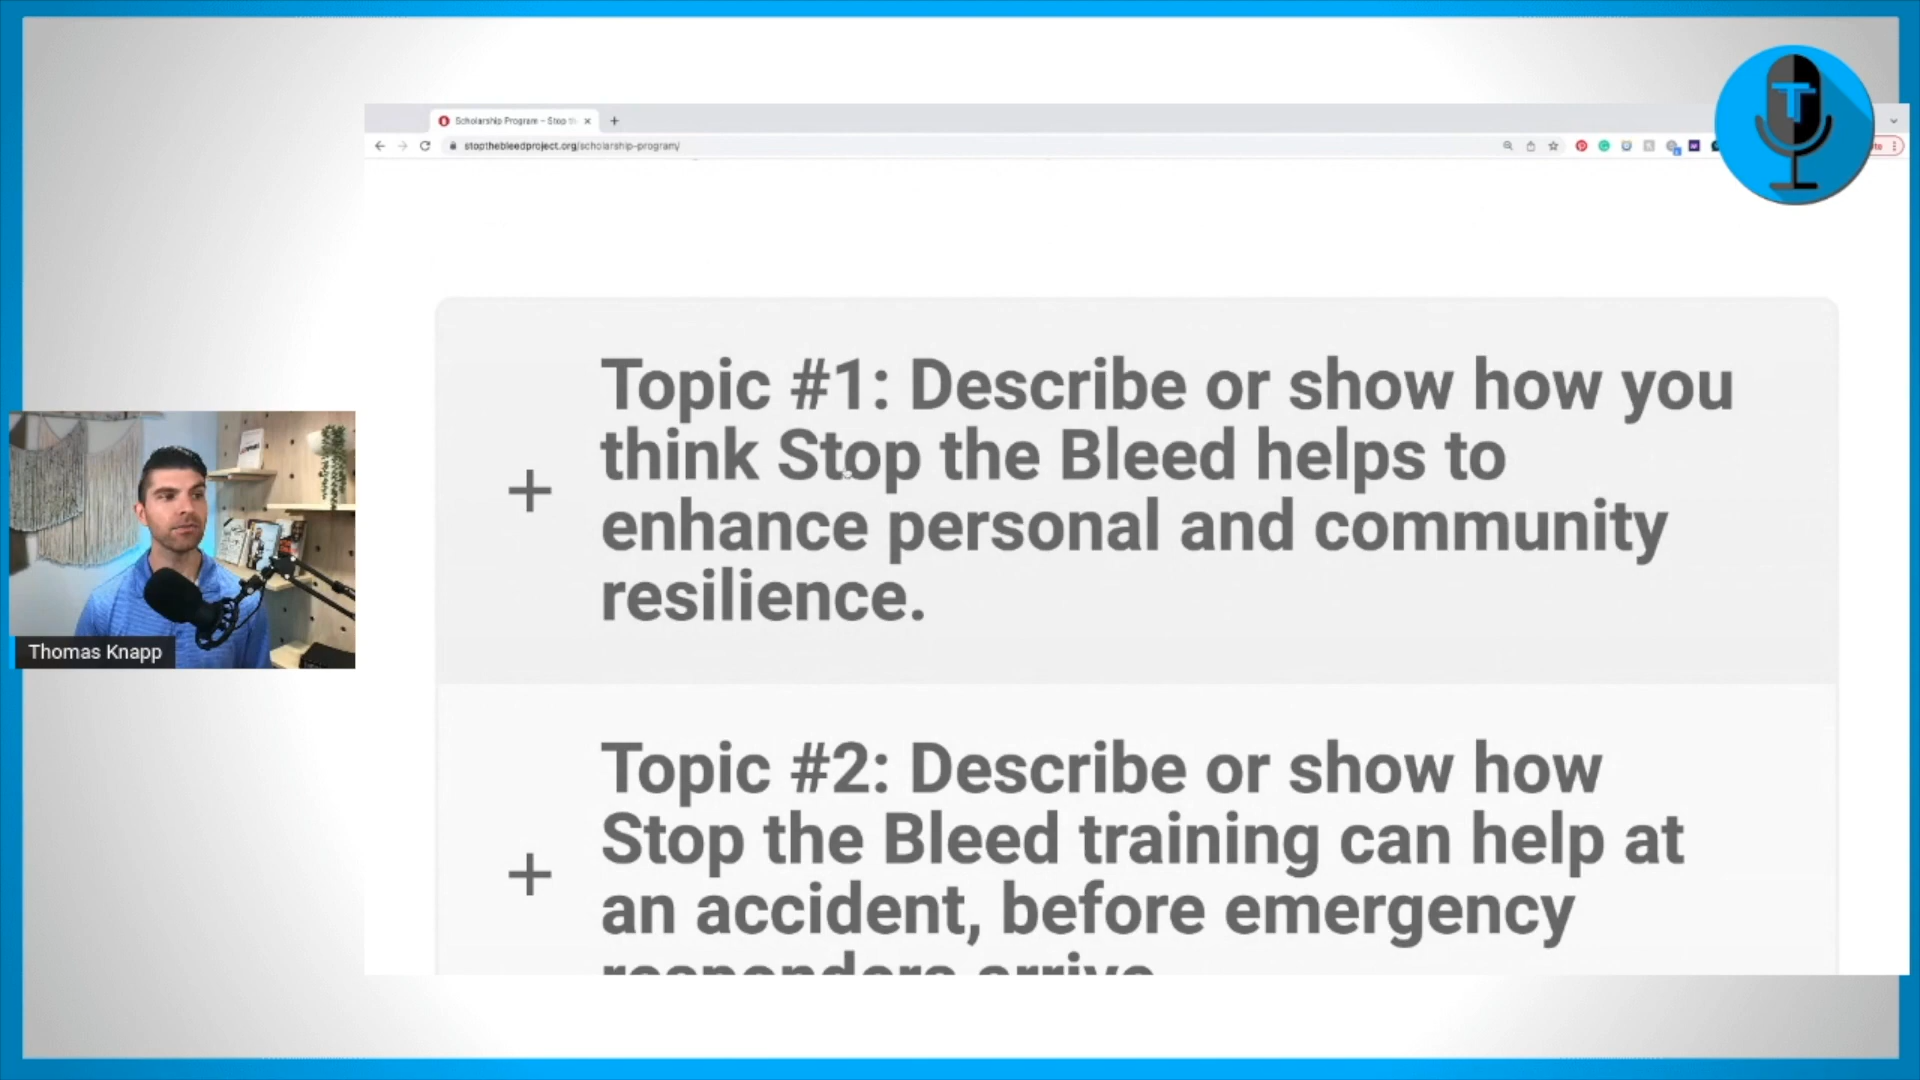 Scholarship Program – Stop th
stopthebleedproject.org/scholarship-program/
T
Topic #1: Describe or show how you
think Stop the Bleed helps to
enhance personal and community
resilience.
Thomas Knapp
Topic #2: Describe or show how
Stop the Bleed training can help at
an accident, before emergency
responders arrive